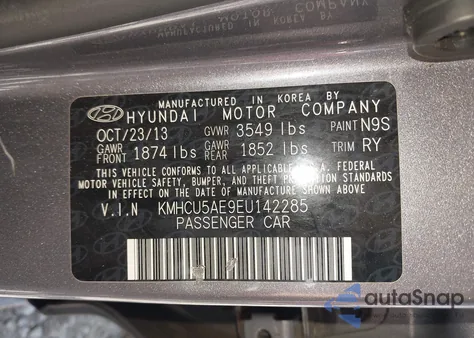 MANUFACTURED IN KOREA BY
HYUNDAI MOTOR COMPANY
OCT/23/13 GVWR 3549 lbs PAINT N9S
GAWR FRONT 1874 lbs GAWR REAR 1852 lbs TRIM RY
THIS VEHICLE CONFORMS TO ALL APPLICABLE U.S.A. FEDERAL
MOTOR VEHICLE SAFETY, BUMPER, AND THEFT PREVENTION STANDARDS
IN EFFECT ON THE DATE OF MANUFACTURE SHOWN ABOVE.
V.I.N KMHCU5AE9EU142285
PASSENGER CAR
autaSnap